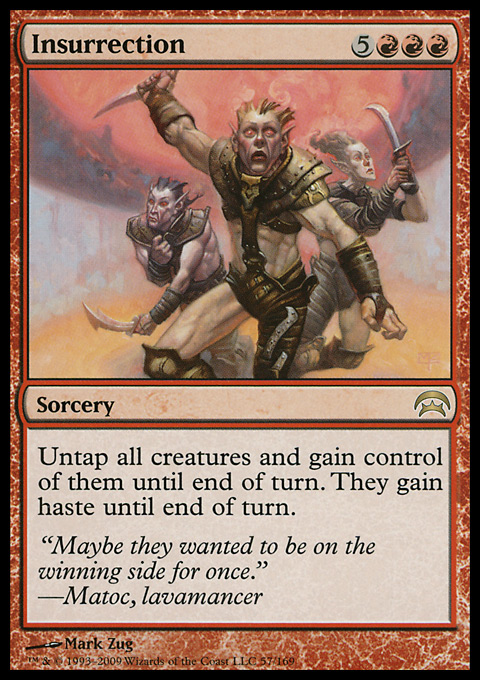 Insurrection 5
Sorcery
Untap all creatures and gain control
of them until end of turn. They gain
haste until end of turn.
“Maybe they wanted to be on the
winning side for once.”
—Matoc, lavamancer
Mark Zug
™ & © 1993–2009 Wizards of the Coast LLC 57/169